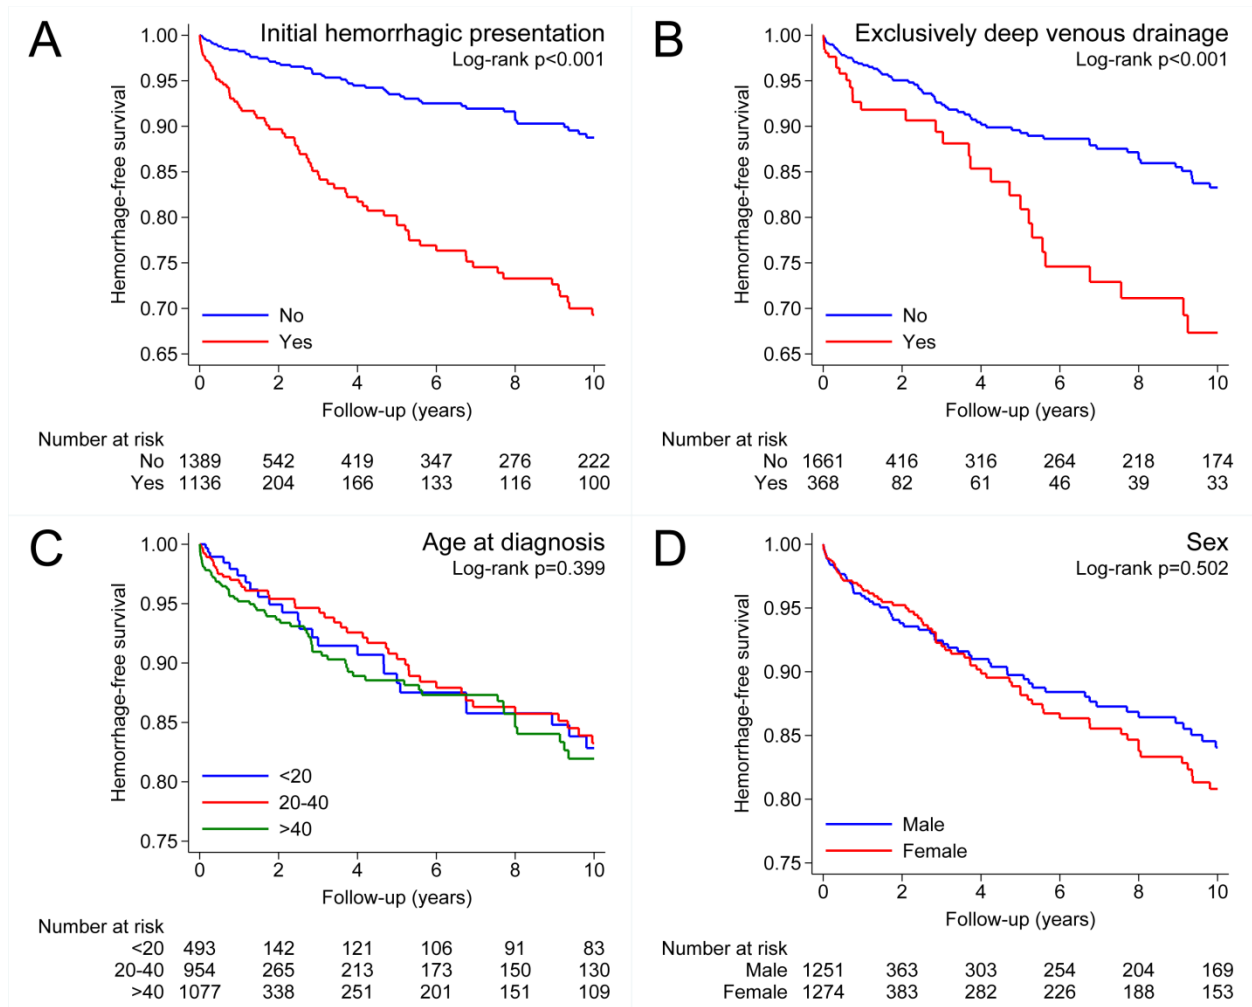 A
Initial hemorrhagic presentation
Log-rank p<0.001
1.00
0.95
0.90
0.85
0.80
0.75
0.70
0.65
Hemorrhage-free survival
No
Yes
0 2 4 6 8 10
Follow-up (years)
Number at risk
No 1389 542 419 347 276 222
Yes 1136 204 166 133 116 100
B
Exclusively deep venous drainage
Log-rank p<0.001
1.00
0.95
0.90
0.85
0.80
0.75
0.70
0.65
Hemorrhage-free survival
No
Yes
0 2 4 6 8 10
Follow-up (years)
Number at risk
No 1661 416 316 264 218 174
Yes 368 82 61 46 39 33
C
Age at diagnosis
Log-rank p=0.399
1.00
0.95
0.90
0.85
0.80
0.75
Hemorrhage-free survival
<20
20-40
>40
0 2 4 6 8 10
Follow-up (years)
Number at risk
<20 493 142 121 106 91 83
20-40 954 265 213 173 150 130
>40 1077 338 251 201 151 109
D
Sex
Log-rank p=0.502
1.00
0.95
0.90
0.85
0.80
0.75
Hemorrhage-free survival
Male
Female
0 2 4 6 8 10
Follow-up (years)
Number at risk
Male 1251 363 303 254 204 169
Female 1274 383 282 226 188 153